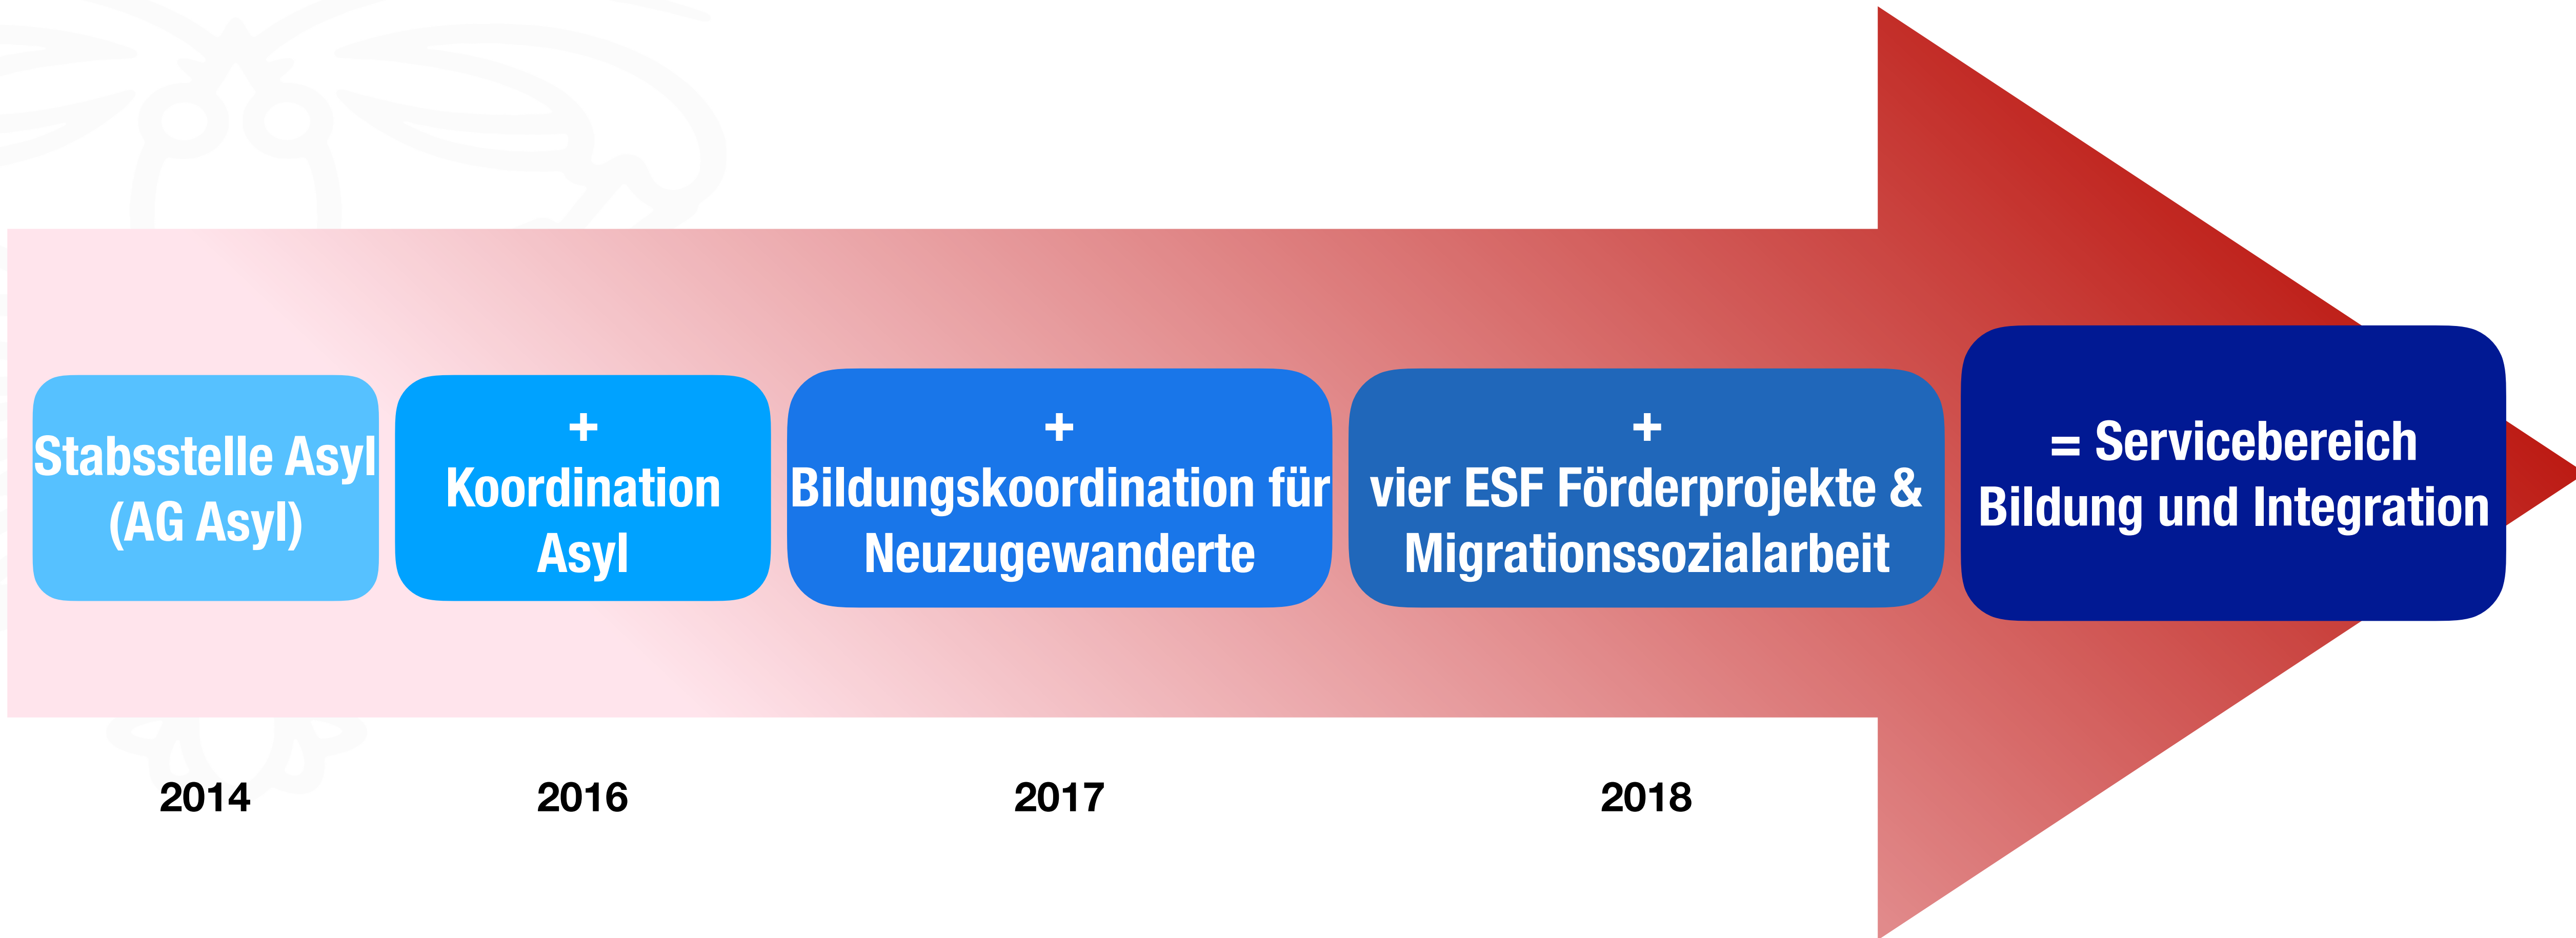 Stabsstelle Asyl
(AG Asyl)
+
Koordination
Asyl
+
Bildungskoordination für
Neuzugewanderte
+
vier ESF Förderprojekte &
Migrationssozialarbeit
= Servicebereich
Bildung und Integration
2014
2016
2017
2018